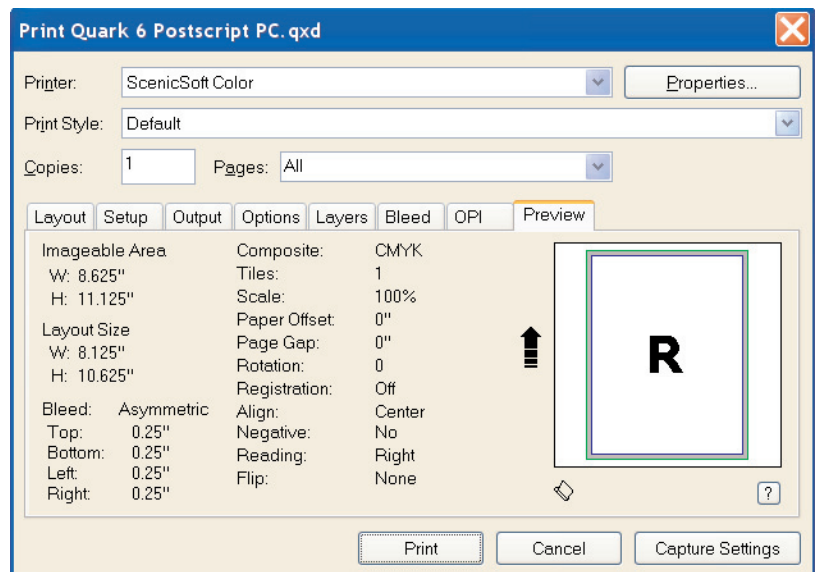 Print Quark 6 Postscript PC.qxd
Printer: ScenicSoft Color Properties...
Print Style: Default
Copies: 1 Pages: All
Layout Setup Output Options Layers Bleed OPI Preview
Imageable Area
W: 8.625"
H: 11.125"
Layout Size
W: 8.125"
H: 10.625"
Bleed: Asymmetric
Top: 0.25"
Bottom: 0.25"
Left: 0.25"
Right: 0.25"
Composite: CMYK
Tiles: 1
Scale: 100%
Paper Offset: 0"
Page Gap: 0"
Rotation: 0
Registration: Off
Align: Center
Negative: No
Reading: Right
Flip: None
R
?
Print Cancel Capture Settings